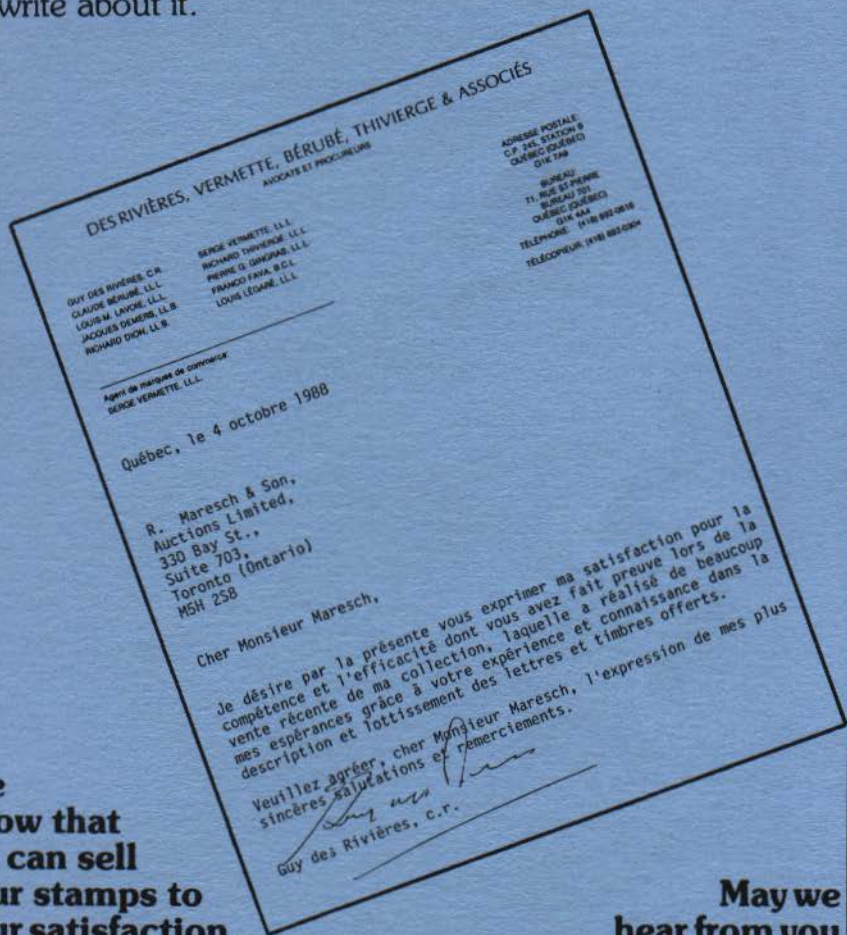 write about it.
DES RIVIÈRES, VERMETTE, BÉRUBÉ, THIVIERGE & ASSOCIÉS
AVOCATS ET PROCUREURS
GUY DES RIVIÈRES, C.R.
CLAUDE BÉRUBÉ, LL.L.
LOUIS-M. LAVOIE, LL.L.
JACQUES DEMERS, LL.B.
RICHARD DION, LL.B.
SERGE VERMETTE, LL.L.
RICHARD THIVIERGE, LL.L.
PIERRE G. GINGRAS, LL.L.
FRANCO FAVA, B.C.L.
LOUIS LÉGARÉ, LL.L.
ADRESSE POSTALE:
C.P. 245, STATION B
QUÉBEC (QUÉBEC)
G1K 7A6
BUREAU:
71, RUE ST-PIERRE
BUREAU 701
QUÉBEC (QUÉBEC)
G1K 4A4
TÉLÉPHONE: (418) 692-0616
TÉLÉCOPIEUR: (418) 692-0304
Agent de marques de commerce:
SERGE VERMETTE, LL.L.
Québec, le 4 octobre 1988
R. Maresch & Son,
Auctions Limited,
330 Bay St.,
Suite 703,
Toronto (Ontario)
M5H 2S8
Cher Monsieur Maresch,
Je désire par la présente vous exprimer ma satisfaction pour la
compétence et l'efficacité dont vous avez fait preuve lors de la
vente récente de ma collection, laquelle a réalisé de beaucoup
mes espérances grâce à votre expérience et connaissance dans la
description et lottissement des lettres et timbres offerts.
Veuillez agréer, cher Monsieur Maresch, l'expression de mes plus
sincères salutations et remerciements.
Guy des Rivières, c.r.
ow that
can sell
ur stamps to
ur satisfaction
May we
hear from you